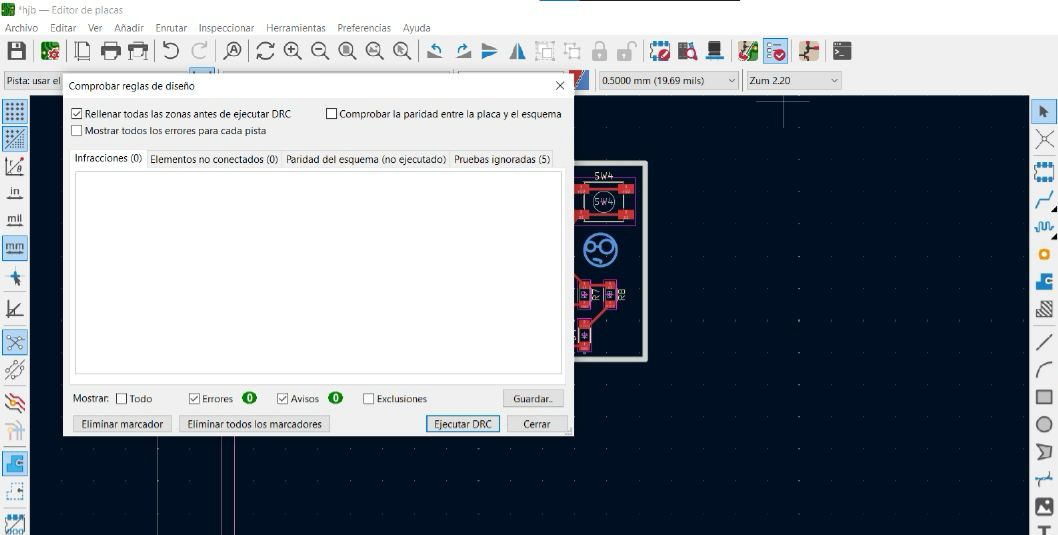 *hjb — Editor de placas
Archivo Editar Ver Añadir Enrutar Inspeccionar Herramientas Preferencias Ayuda
Pista: usar el
0.5000 mm (19.69 mils)
Zum 2.20
Comprobar reglas de diseño
Rellenar todas las zonas antes de ejecutar DRC
Comprobar la paridad entre la placa y el esquema
Mostrar todos los errores para cada pista
Infracciones (0) Elementos no conectados (0) Paridad del esquema (no ejecutado) Pruebas ignoradas (5)
in
mil
mm
SW4
SW4
R7
R8
Mostrar: Todo Errores 0 Avisos 0 Exclusiones Guardar..
Eliminar marcador Eliminar todos los marcadores Ejecutar DRC Cerrar
T